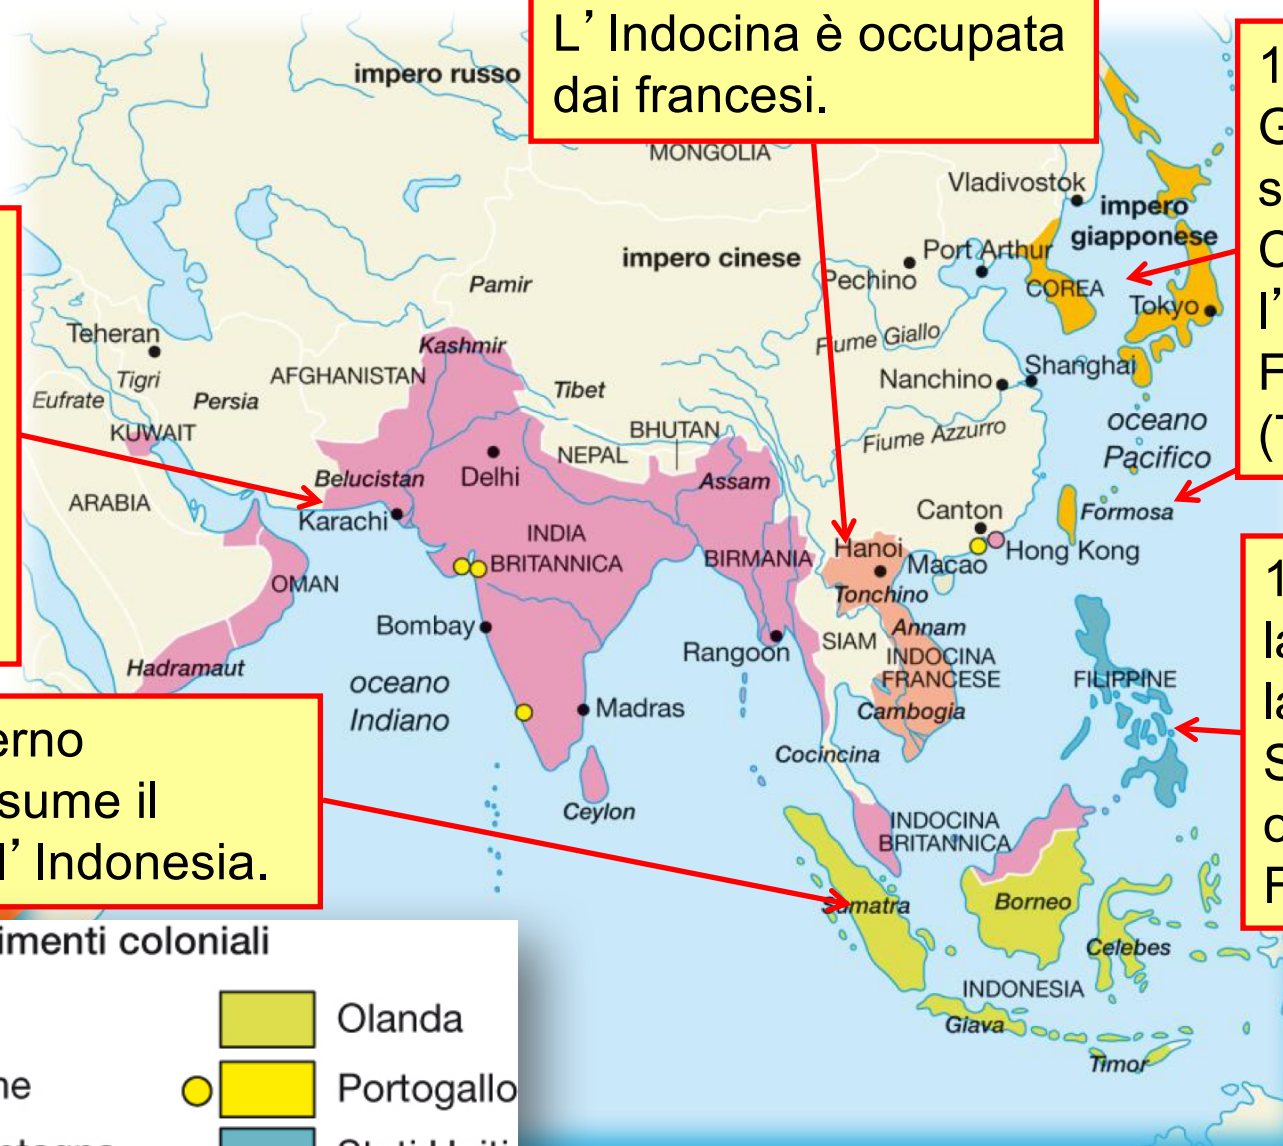 L’ Indocina è occupata
dai francesi.
impero russo
MONGOLIA
Vladivostok
impero
giapponese
impero cinese
Port Arthur
Pechino
COREA
Tokyo
Pamir
Teheran
Kashmir
Fiume Giallo
Tigri
AFGHANISTAN
Shanghai
Eufrate
Persia
Tibet
Nanchino
KUWAIT
BHUTAN
oceano
Pacifico
NEPAL
Fiume Azzurro
Belucistan
Delhi
Assam
ARABIA
Karachi
Canton
Formosa
INDIA
BRITANNICA
BIRMANIA
Hanoi
Macao
Hong Kong
OMAN
Tonchino
Bombay
Annam
Rangoon
SIAM
INDOCINA
FRANCESE
Hadramaut
FILIPPINE
oceano
Indiano
Madras
Cambogia
Cocincina
Ceylon
INDOCINA
BRITANNICA
l’ Indonesia.
Sumatra
Borneo
Celebes
INDONESIA
Giava
Timor
coloniali
Olanda
Portogallo